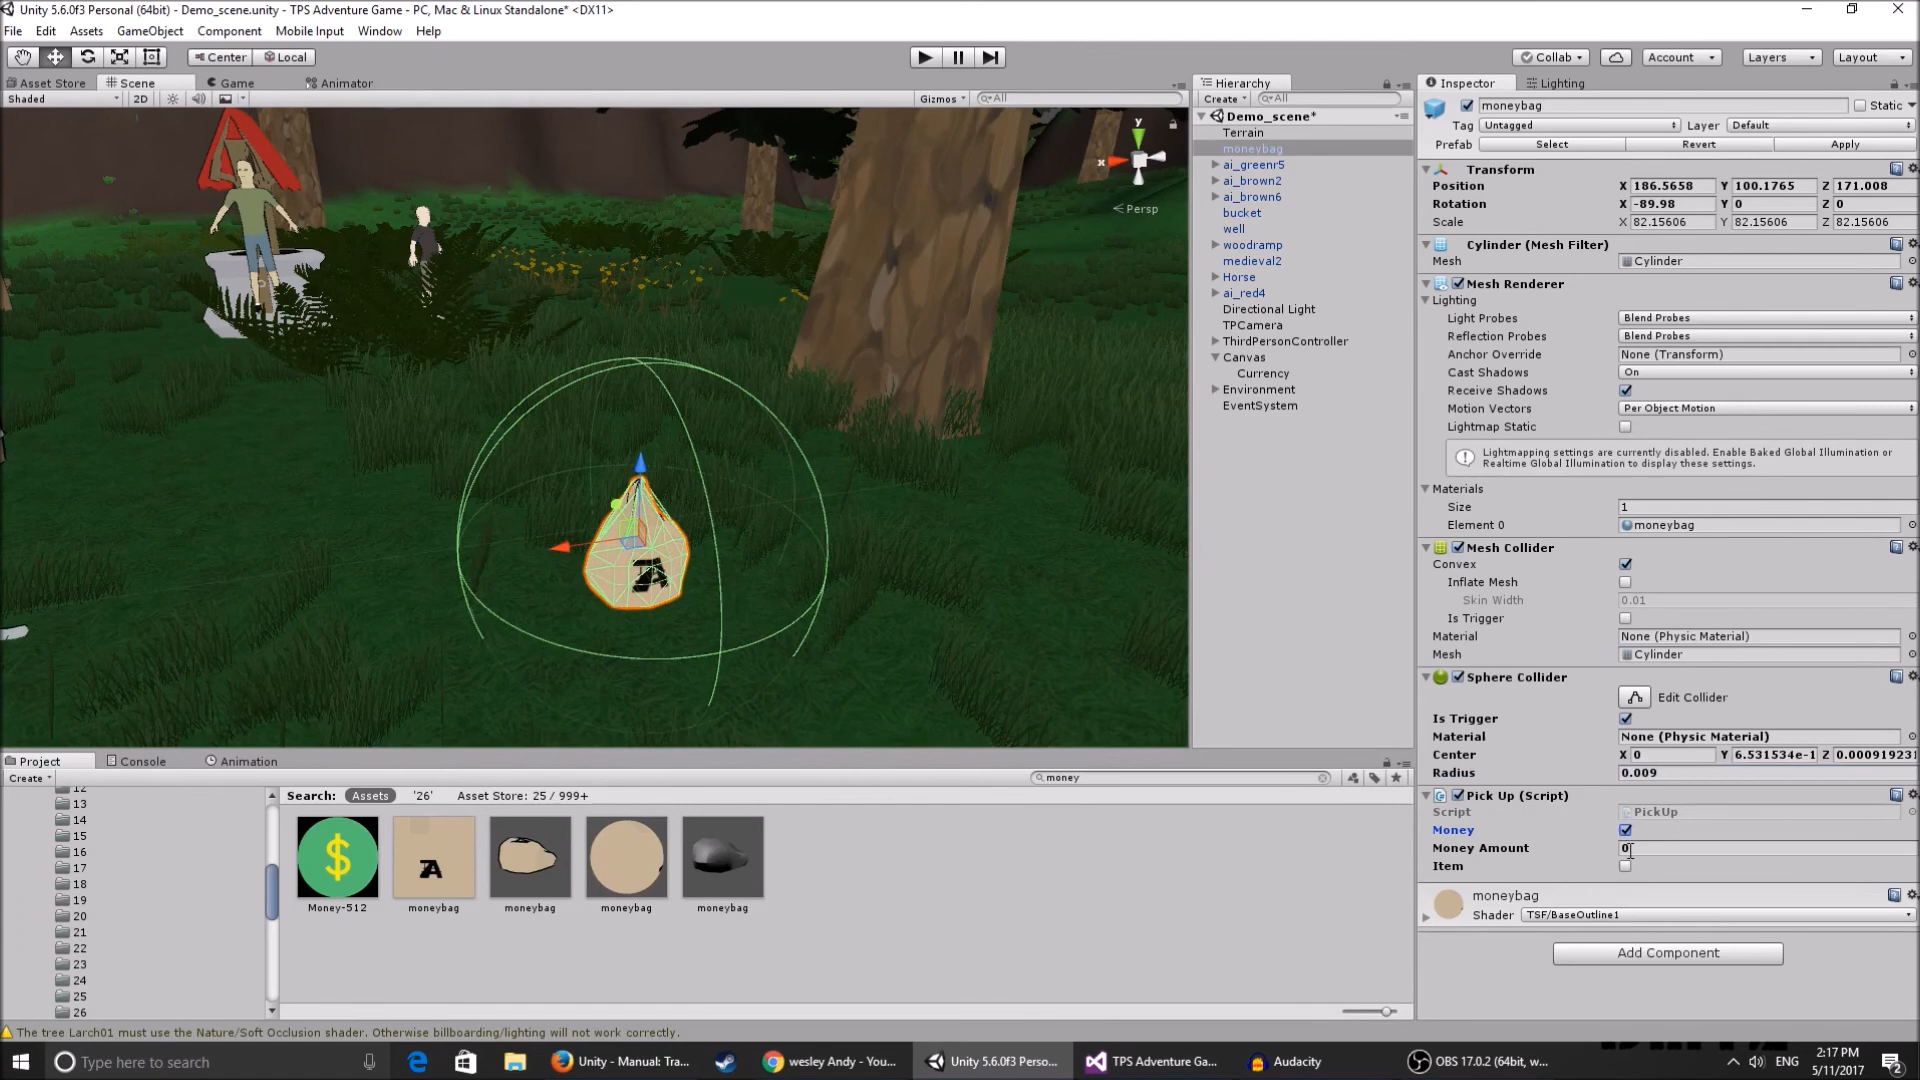 Unity 5.6.0f3 Personal (64bit) - Demo_scene.unity - TPS Adventure Game - PC, Mac & Linux Standalone* <DX11>
File Edit Assets GameObject Component Mobile Input Window Help
Center Local
Collab Account Layers Layout
Asset Store Scene Game Animator
Shaded 2D Gizmos All
y
x
Persp
Hierarchy
Create All
Demo_scene*
Terrain
moneybag
ai_greenr5
ai_brown2
ai_brown6
bucket
well
woodramp
medieval2
Horse
ai_red4
Directional Light
TPCamera
ThirdPersonController
Canvas
Currency
Environment
EventSystem
Inspector Lighting
moneybag Static
Tag Untagged Layer Default
Prefab Select Revert Apply
Transform
Position X 186.5658 Y 100.1765 Z 171.008
Rotation X -89.98 Y 0 Z 0
Scale X 82.15606 Y 82.15606 Z 82.15606
Cylinder (Mesh Filter)
Mesh Cylinder
Mesh Renderer
Lighting
Light Probes Blend Probes
Reflection Probes Blend Probes
Anchor Override None (Transform)
Cast Shadows On
Receive Shadows
Motion Vectors Per Object Motion
Lightmap Static
Lightmapping settings are currently disabled. Enable Baked Global Illumination or
Realtime Global Illumination to display these settings.
Materials
Size 1
Element 0 moneybag
Mesh Collider
Convex
Inflate Mesh
Skin Width 0.01
Is Trigger
Material None (Physic Material)
Mesh Cylinder
Sphere Collider
Edit Collider
Is Trigger
Material None (Physic Material)
Center X 0 Y 6.531534e-1 Z 0.000919231
Radius 0.009
Pick Up (Script)
Script PickUp
Money
Money Amount 0
Item
moneybag
Shader TSF/BaseOutline1
Add Component
Project Console Animation
Create money
12
13
14
15
16
17
18
19
20
21
22
23
24
25
26
Search: Assets '26' Asset Store: 25 / 999+
$ A
Money-512 moneybag moneybag moneybag moneybag
The tree Larch01 must use the Nature/Soft Occlusion shader. Otherwise billboarding/lighting will not work correctly.
Type here to search
Unity - Manual: Tra...
wesley Andy - You...
Unity 5.6.0f3 Perso...
TPS Adventure Ga...
Audacity
OBS 17.0.2 (64bit, w...
ENG
2:17 PM
5/11/2017
2